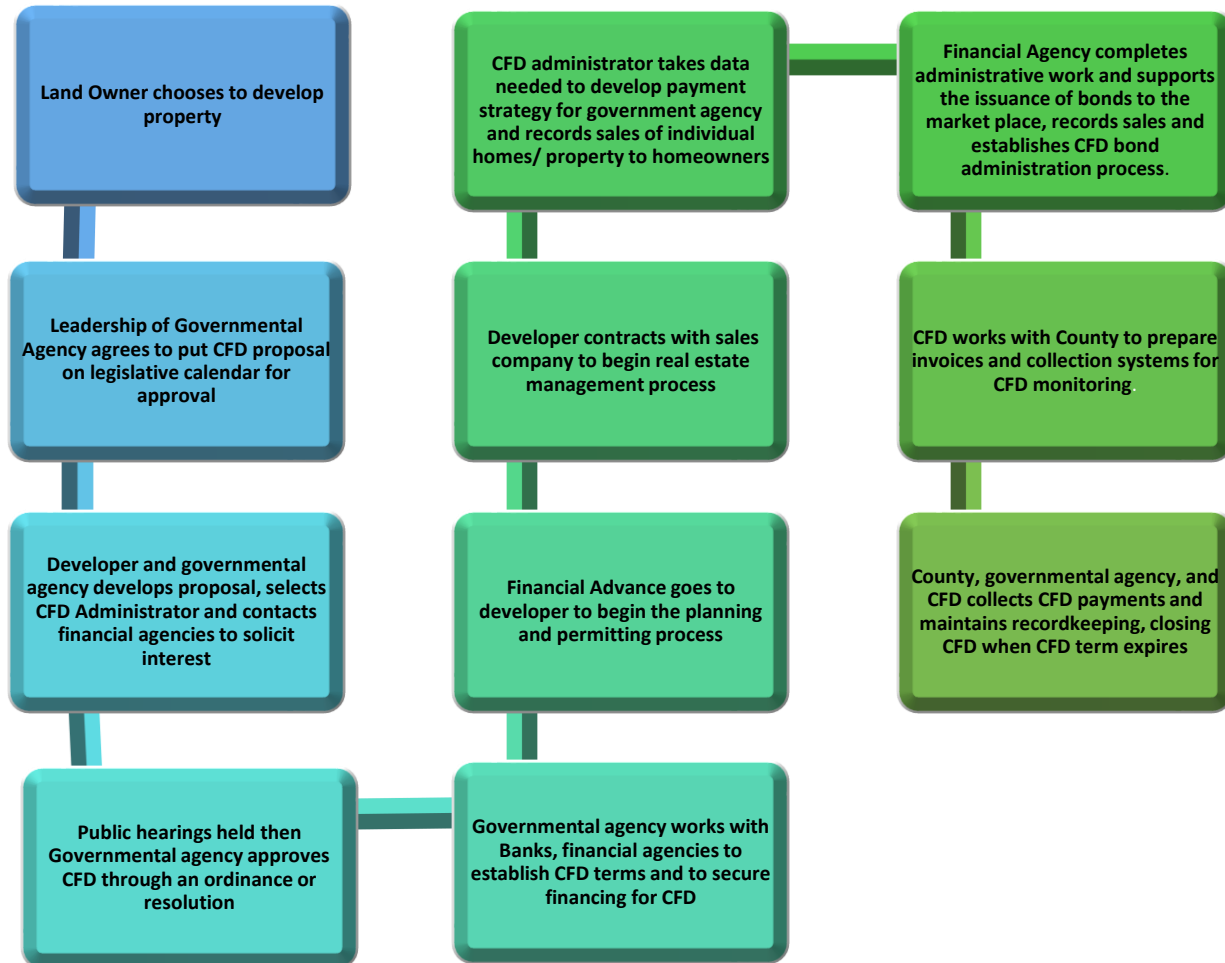 Land Owner chooses to develop
property
Leadership of Governmental
Agency agrees to put CFD proposal
on legislative calendar for
approval
Developer and governmental
agency develops proposal, selects
CFD Administrator and contacts
financial agencies to solicit
interest
Public hearings held then
Governmental agency approves
CFD through an ordinance or
resolution
Governmental agency works with
Banks, financial agencies to
establish CFD terms and to secure
financing for CFD
Financial Advance goes to
developer to begin the planning
and permitting process
Developer contracts with sales
company to begin real estate
management process
CFD administrator takes data
needed to develop payment
strategy for government agency
and records sales of individual
homes/ property to homeowners
Financial Agency completes
administrative work and supports
the issuance of bonds to the
market place, records sales and
establishes CFD bond
administration process.
CFD works with County to prepare
invoices and collection systems for
CFD monitoring.
County, governmental agency, and
CFD collects CFD payments and
maintains recordkeeping, closing
CFD when CFD term expires